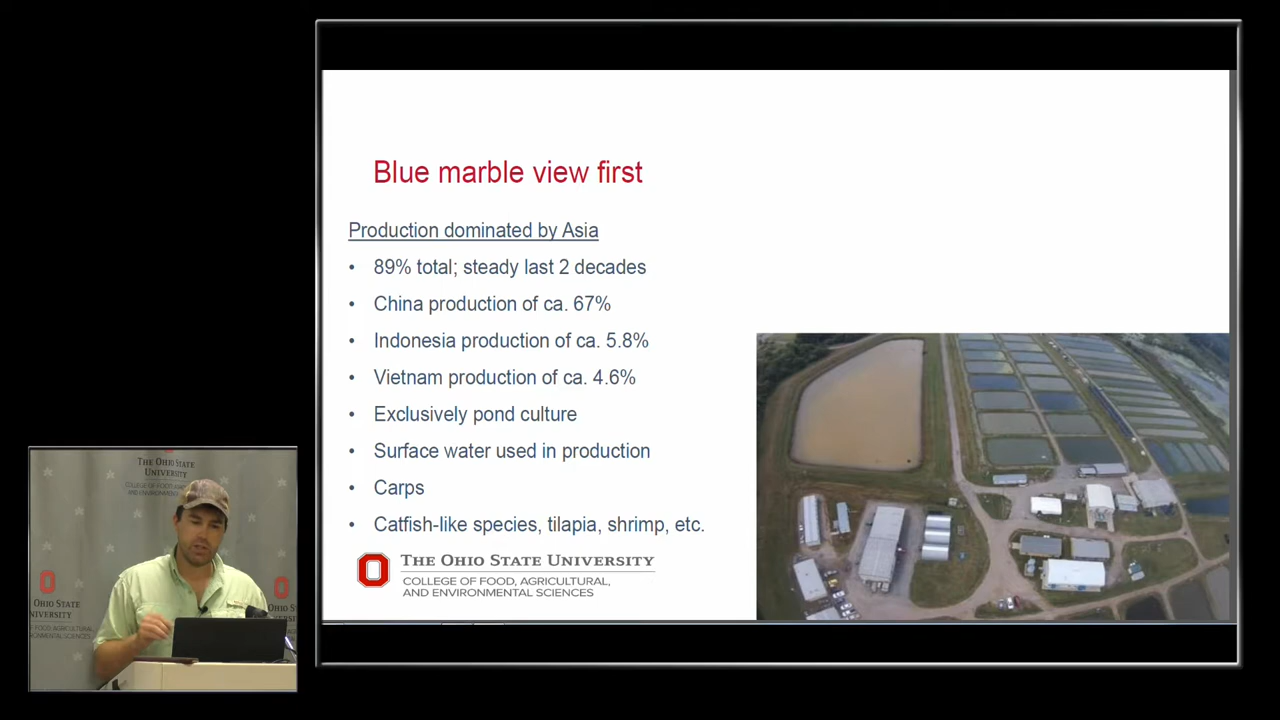 Blue marble view first
Production dominated by Asia
• 89% total; steady last 2 decades
• China production of ca. 67%
• Indonesia production of ca. 5.8%
• Vietnam production of ca. 4.6%
• Exclusively pond culture
• Surface water used in production
• Carps
• Catfish-like species, tilapia, shrimp, etc.
THE OHIO STATE UNIVERSITY
COLLEGE OF FOOD, AGRICULTURAL,
AND ENVIRONMENTAL SCIENCES
THE OHIO STATE
UNIVERSITY
OHIO STATE